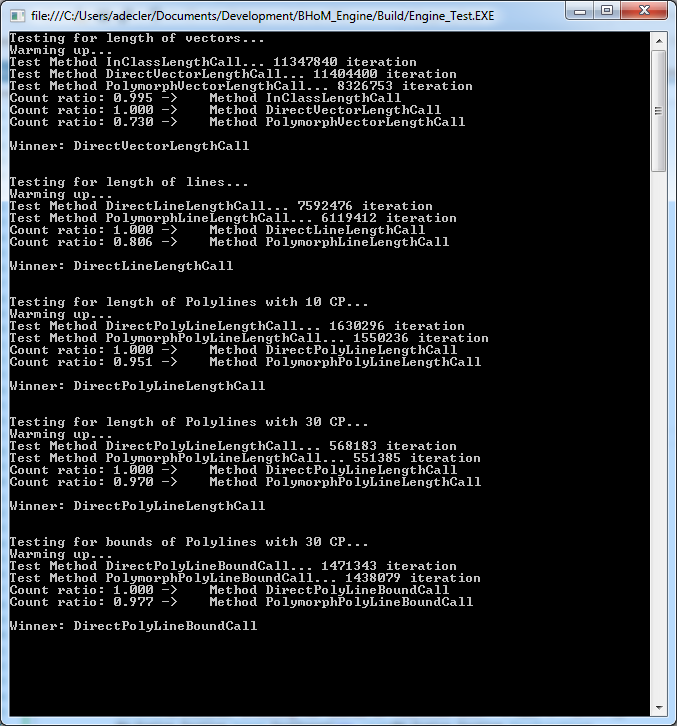 file:///C:/Users/adecler/Documents/Development/BHoM_Engine/Build/Engine_Test.EXE
Testing for length of vectors...
Warming up...
Test Method InClassLengthCall... 11347840 iteration
Test Method DirectVectorLengthCall... 11404400 iteration
Test Method PolymorphVectorLengthCall... 8326753 iteration
Count ratio: 0.995 ->    Method InClassLengthCall
Count ratio: 1.000 ->    Method DirectVectorLengthCall
Count ratio: 0.730 ->    Method PolymorphVectorLengthCall
Winner: DirectVectorLengthCall
Testing for length of lines...
Warming up...
Test Method DirectLineLengthCall... 7592476 iteration
Test Method PolymorphLineLengthCall... 6119412 iteration
Count ratio: 1.000 ->    Method DirectLineLengthCall
Count ratio: 0.806 ->    Method PolymorphLineLengthCall
Winner: DirectLineLengthCall
Testing for length of Polylines with 10 CP...
Warming up...
Test Method DirectPolyLineLengthCall... 1630296 iteration
Test Method PolymorphPolyLineLengthCall... 1550236 iteration
Count ratio: 1.000 ->    Method DirectPolyLineLengthCall
Count ratio: 0.951 ->    Method PolymorphPolyLineLengthCall
Winner: DirectPolyLineLengthCall
Testing for length of Polylines with 30 CP...
Warming up...
Test Method DirectPolyLineLengthCall... 568183 iteration
Test Method PolymorphPolyLineLengthCall... 551385 iteration
Count ratio: 1.000 ->    Method DirectPolyLineLengthCall
Count ratio: 0.970 ->    Method PolymorphPolyLineLengthCall
Winner: DirectPolyLineLengthCall
Testing for bounds of Polylines with 30 CP...
Warming up...
Test Method DirectPolyLineBoundCall... 1471343 iteration
Test Method PolymorphPolyLineBoundCall... 1438079 iteration
Count ratio: 1.000 ->    Method DirectPolyLineBoundCall
Count ratio: 0.977 ->    Method PolymorphPolyLineBoundCall
Winner: DirectPolyLineBoundCall